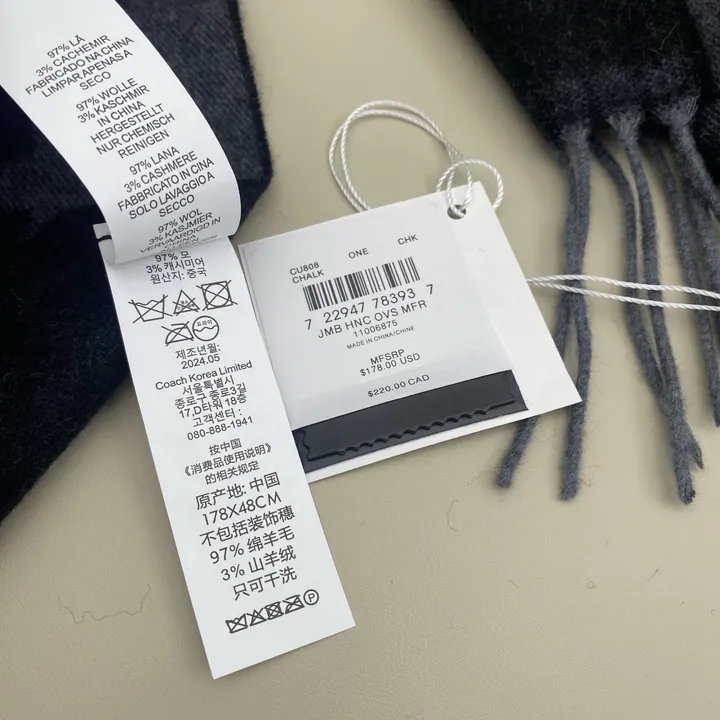 97% LÃ
3% CACHEMIR
FABRICADO NA CHINA
LIMPAR APENAS A
SECO
97% WOLLE
3% KASCHMIR
IN CHINA
HERGESTELLT
NUR CHEMISCH
REINIGEN
97% LANA
3% CASHMERE
FABBRICATO IN CINA
SOLO LAVAGGIO A
SECCO
97% WOL
3% KASJMIER
VERVAARDIGD IN
CHINA
97% 모
3% 캐시미어
원산지: 중국
드라이
제조년월:
2024.05
Coach Korea Limited
서울특별시
종로구 종로3길
17,D타워 18층
고객센터 :
080-888-1941
按中国
《消费品使用说明》
的相关规定
原产地: 中国
178X48CM
不包括装饰穗
97% 绵羊毛
3% 山羊绒
只可干洗
P
CU808 ONE CHK
CHALK
7 22947 78393 7
JMB HNC OVS MFR
11006875
MADE IN CHINA/CHINE
MFSRP
$178.00 USD
$220.00 CAD